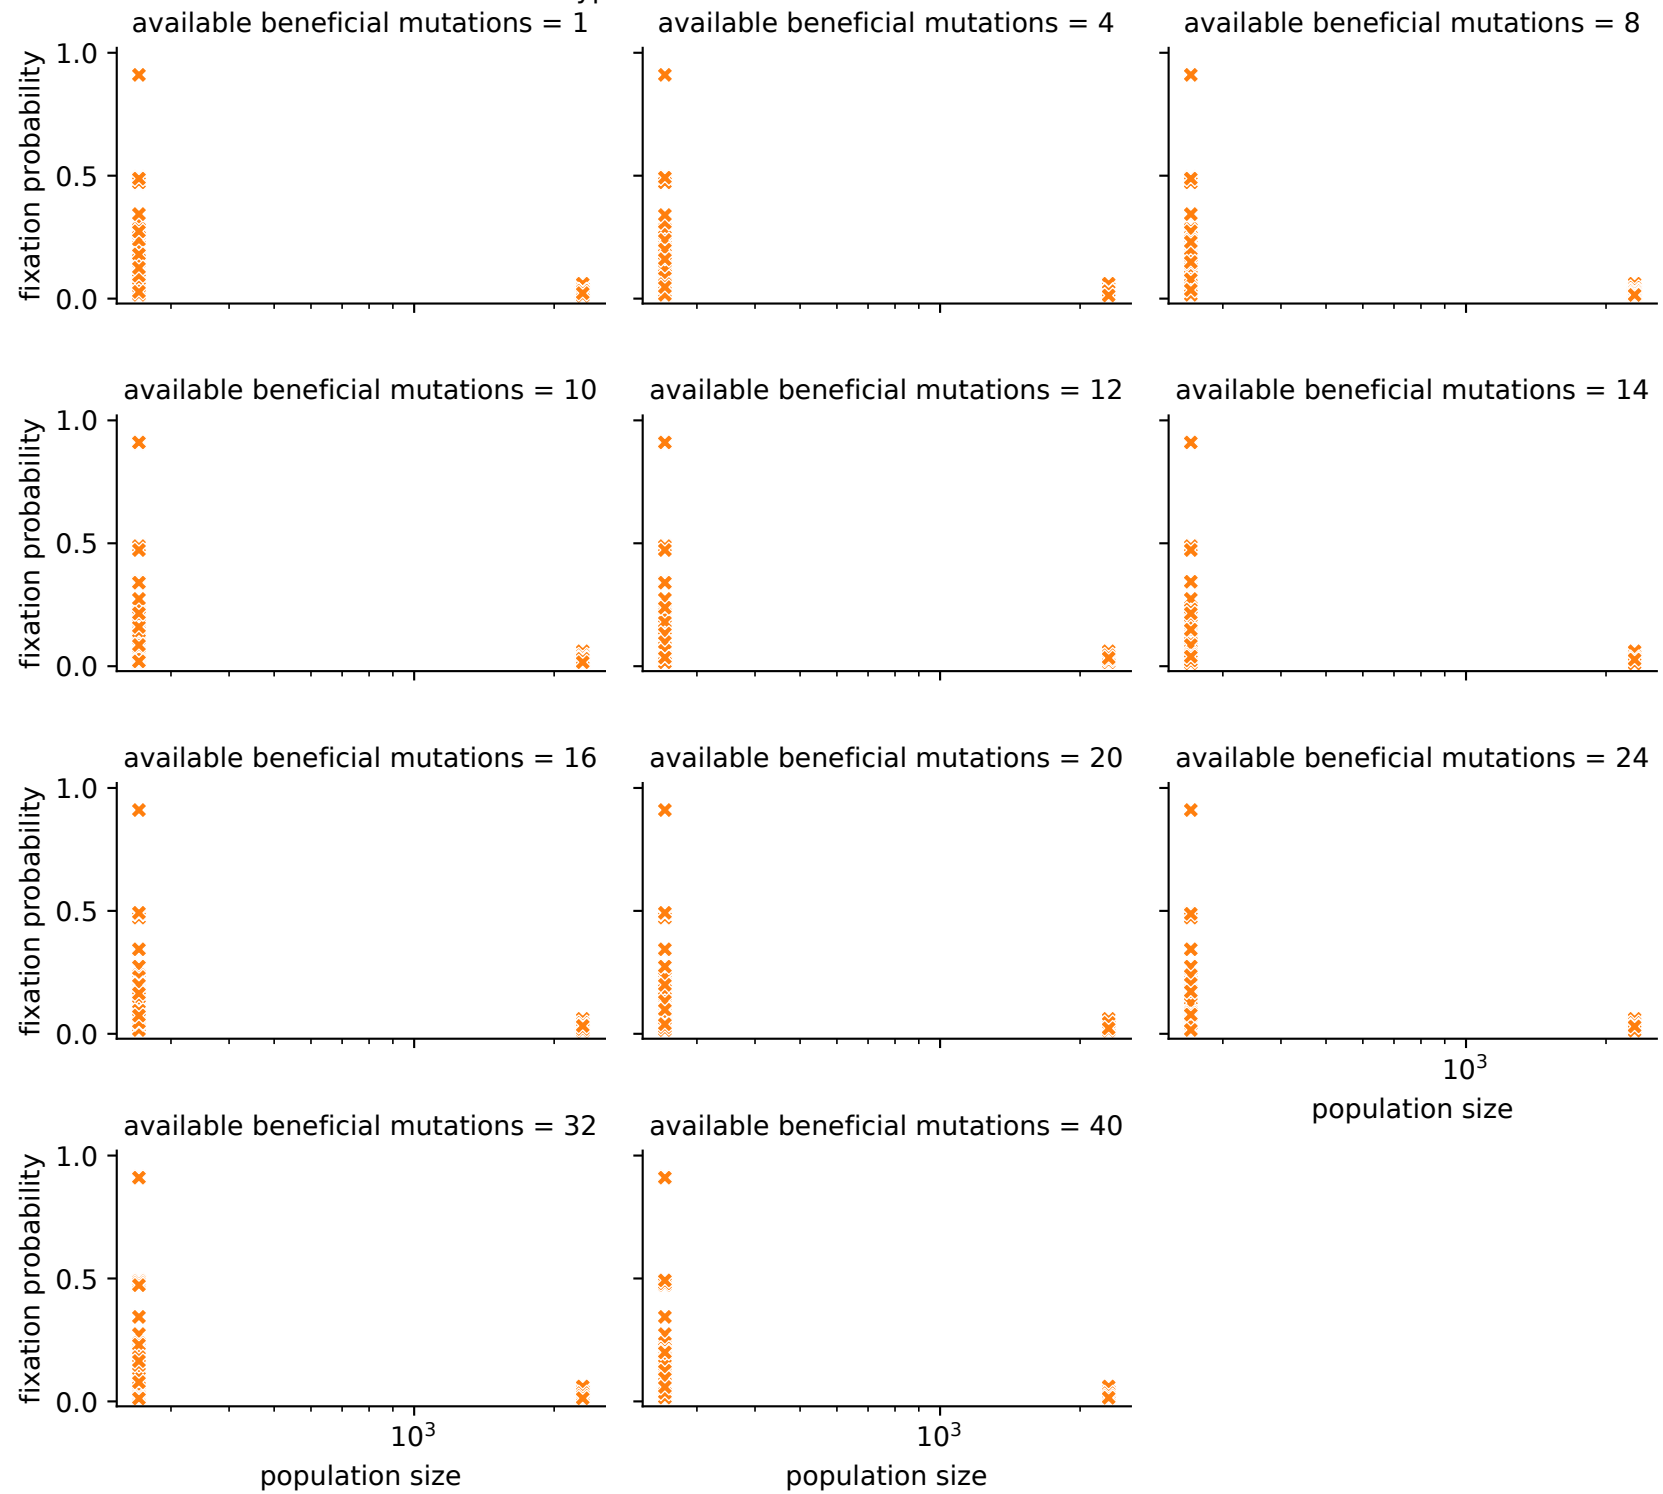 available beneficial mutations = 1
available beneficial mutations = 4
available beneficial mutations = 8
1.0
0.5
0.0
fixation probability
available beneficial mutations = 10
available beneficial mutations = 12
available beneficial mutations = 14
1.0
0.5
0.0
fixation probability
available beneficial mutations = 16
available beneficial mutations = 20
available beneficial mutations = 24
1.0
0.5
0.0
fixation probability
10³
population size
available beneficial mutations = 32
available beneficial mutations = 40
1.0
0.5
0.0
fixation probability
10³
10³
population size
population size